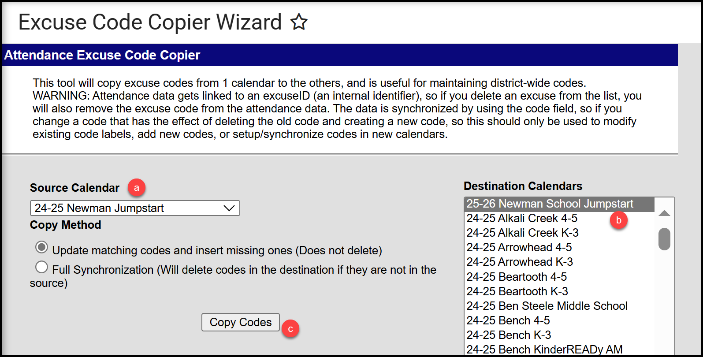 Excuse Code Copier Wizard ☆
Attendance Excuse Code Copier
This tool will copy excuse codes from 1 calendar to the others, and is useful for maintaining
district-wide codes.
WARNING: Attendance data gets linked to an excuseID (an internal identifier), so if you delete an excuse from the list, you
will also remove the excuse code from the attendance data. The data is synchronized by using the code field, so if you
change a code that has the effect of deleting the old code and creating a new code, so this should only be used to modify
existing code labels, add new codes, or setup/synchronize codes in new calendars.
Source Calendar a
24-25 Newman Jumpstart
Copy Method
Update matching codes and insert missing ones (Does not delete)
Full Synchronization (Will delete codes in the destination if they are not in the
source)
Copy Codes c
Destination Calendars
25-26 Newman School Jumpstart
b
24-25 Alkali Creek 4-5
24-25 Alkali Creek K-3
24-25 Arrowhead 4-5
24-25 Arrowhead K-3
24-25 Beartooth 4-5
24-25 Beartooth K-3
24-25 Ben Steele Middle School
24-25 Bench 4-5
24-25 Bench K-3
24-25 Bench KinderREADy AM